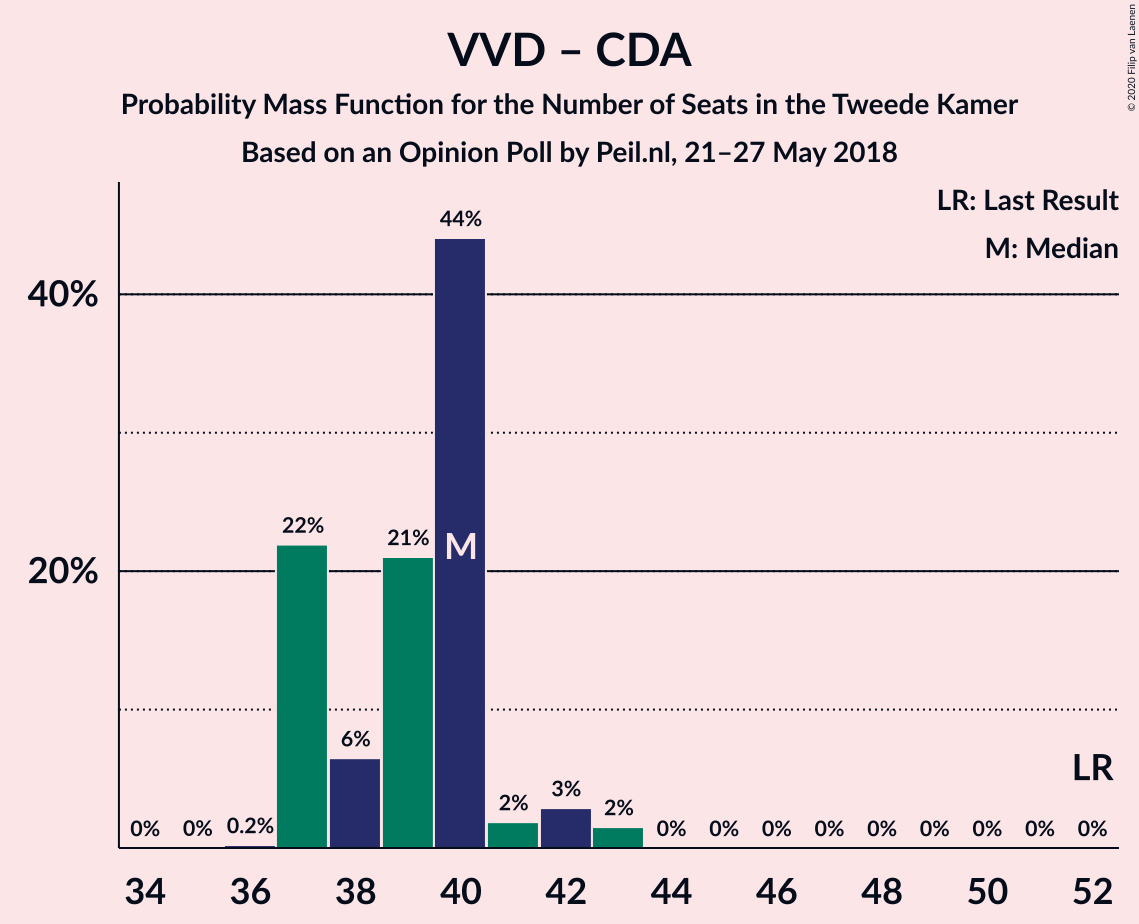 VVD – CDA
Probability Mass Function for the Number of Seats in the Tweede Kamer
Based on an Opinion Poll by Peil.nl, 21–27 May 2018
© 2020 Filip van Laenen
LR: Last Result
M: Median
40%
20%
0% 0% 0.2% 22% 6% 21% 44% 2% 3% 2% 0% 0% 0% 0% 0% 0% 0% 0% 0%
M
LR
34 36 38 40 42 44 46 48 50 52